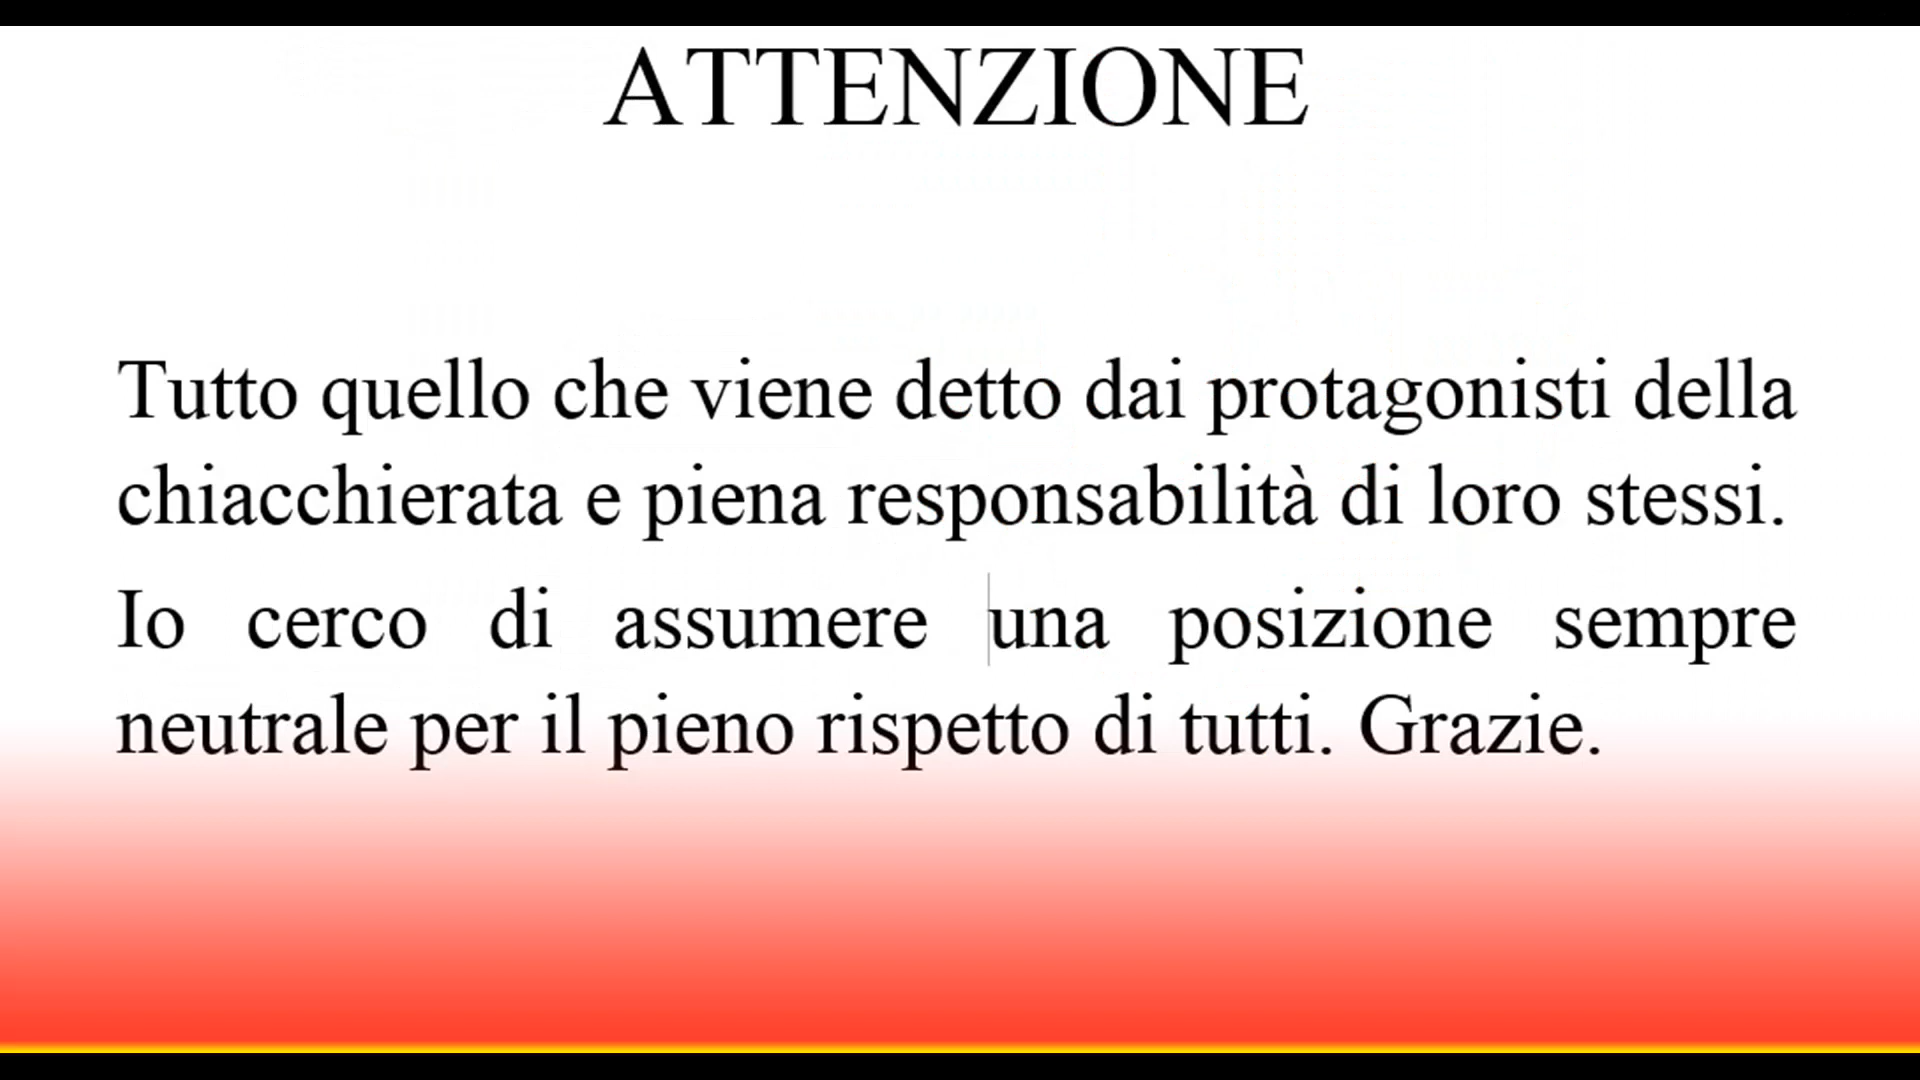 ATTENZIONE
Tutto quello che viene detto dai protagonisti della
chiacchierata e piena responsabilità di loro stessi.
Io cerco di assumere una posizione sempre
neutrale per il pieno rispetto di tutti. Grazie.